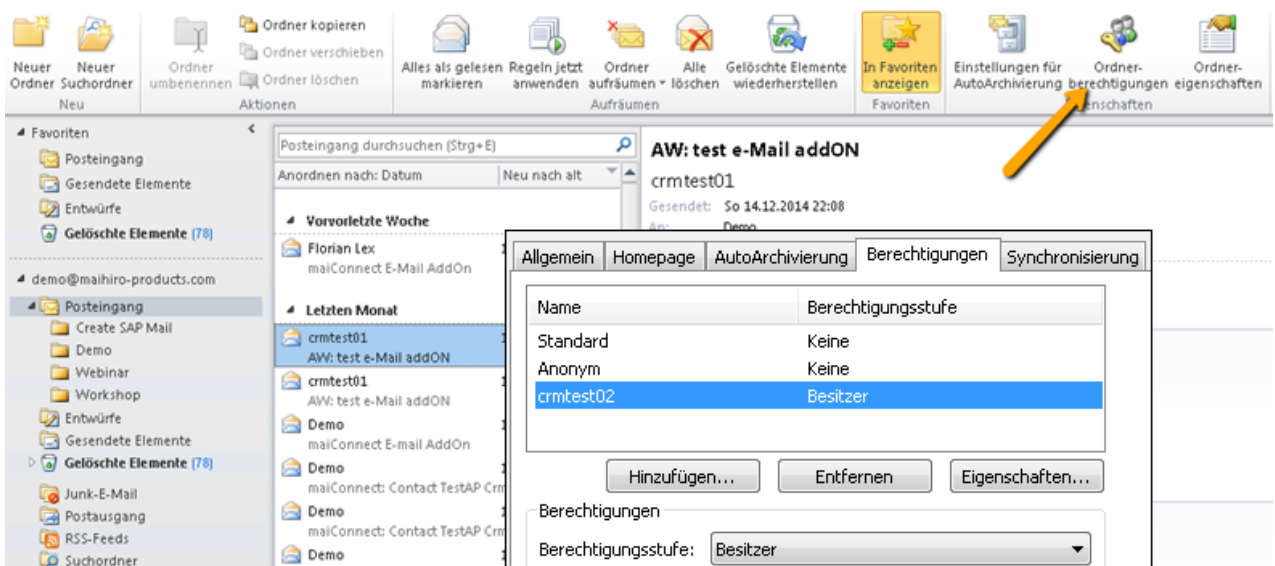 Neuer Ordner
Neuer Suchordner
Neu
Ordner umbenennen
Ordner kopieren
Ordner verschieben
Ordner löschen
Aktionen
Alles als gelesen markieren
Regeln jetzt anwenden
Ordner aufräumen
Alle löschen
Gelöschte Elemente wiederherstellen
Aufräumen
In Favoriten anzeigen
Favoriten
Einstellungen für AutoArchivierung
Ordner-berechtigungen
Ordner-eigenschaften
enschaften
Favoriten
Posteingang
Gesendete Elemente
Entwürfe
Gelöschte Elemente (78)
demo@maihiro-products.com
Posteingang
Create SAP Mail
Demo
Webinar
Workshop
Entwürfe
Gesendete Elemente
Gelöschte Elemente (78)
Junk-E-Mail
Postausgang
RSS-Feeds
Suchordner
Posteingang durchsuchen (Strg+E)
Anordnen nach: Datum
Neu nach alt
Vorvorletzte Woche
Florian Lex
maiConnect E-Mail AddOn
Letzten Monat
crmtest01
AW: test e-Mail addON
crmtest01
AW: test e-Mail addON
Demo
maiConnect E-mail AddOn
Demo
maiConnect: Contact TestAP Crm
Demo
maiConnect: Contact TestAP Crm
Demo
AW: test e-Mail addON
crmtest01
Gesendet: So 14.12.2014 22:08
An: Demo
Allgemein
Homepage
AutoArchivierung
Berechtigungen
Synchronisierung
Name Berechtigungsstufe
Standard Keine
Anonym Keine
crmtest02 Besitzer
Hinzufügen...
Entfernen
Eigenschaften...
Berechtigungen
Berechtigungsstufe: Besitzer